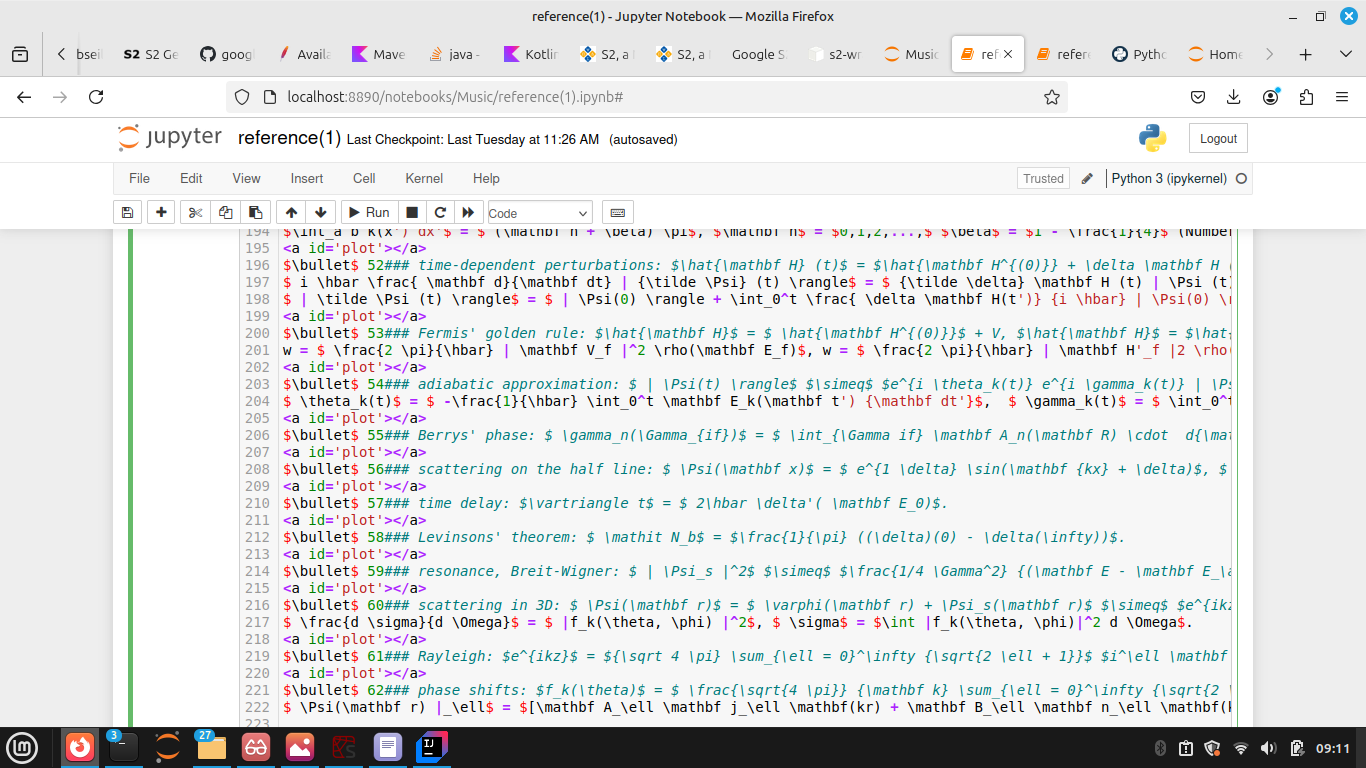 reference(1) - Jupyter Notebook — Mozilla Firefox
bseil S2 S2 Ge goog Availa Mave java - Kotlin S2, a S2, a Google S s2-wr Music ref refere Pytho Home
localhost:8890/notebooks/Music/reference(1).ipynb#
jupyter reference(1) Last Checkpoint: Last Tuesday at 11:26 AM (autosaved) Logout
File Edit View Insert Cell Kernel Help Trusted Python 3 (ipykernel)
Run Code
194 $\int_a^b k(x') dx'$ = $ (\mathbf n + \beta) \pi$, $\mathbf n$ = $0,1,2,...,$ $\beta$ = $1 - \frac{1}{4}$ (Number
195 <a id='plot'></a>
196 $\bullet$ 52### time-dependent perturbations: $\hat{\mathbf H} (t)$ = $\hat{\mathbf H^{(0)}} + \delta \mathbf H (
197 $ i \hbar \frac{ \mathbf d}{\mathbf dt} | {\tilde \Psi} (t) \rangle$ = $ {\tilde \delta} \mathbf H (t) | \Psi (t)
198 $ | \tilde \Psi (t) \rangle$ = $ | \Psi(0) \rangle + \int_0^t \frac{ \delta \mathbf H(t')} {i \hbar} | \Psi(0) \r
199 <a id='plot'></a>
200 $\bullet$ 53### Fermis' golden rule: $\hat{\mathbf H}$ = $ \hat{\mathbf H^{(0)}}$ + V, $\hat{\mathbf H}$ = $\hat{
201 w = $ \frac{2 \pi}{\hbar} | \mathbf V_f |^2 \rho(\mathbf E_f)$, w = $ \frac{2 \pi}{\hbar} | \mathbf H'_f |2 \rho(
202 <a id='plot'></a>
203 $\bullet$ 54### adiabatic approximation: $ | \Psi(t) \rangle$ $\simeq$ $e^{i \theta_k(t)} e^{i \gamma_k(t)} | \Ps
204 $ \theta_k(t)$ = $ -\frac{1}{\hbar} \int_0^t \mathbf E_k(\mathbf t') {\mathbf dt'}$,  $ \gamma_k(t)$ = $ \int_0^t
205 <a id='plot'></a>
206 $\bullet$ 55### Berrys' phase: $ \gamma_n(\Gamma_{if})$ = $ \int_{\Gamma if} \mathbf A_n(\mathbf R) \cdot  d{\mat
207 <a id='plot'></a>
208 $\bullet$ 56### scattering on the half line: $ \Psi(\mathbf x)$ = $ e^{1 \delta} \sin(\mathbf {kx} + \delta)$, $
209 <a id='plot'></a>
210 $\bullet$ 57### time delay: $\vartriangle t$ = $ 2\hbar \delta'( \mathbf E_0)$.
211 <a id='plot'></a>
212 $\bullet$ 58### Levinsons' theorem: $ \mathit N_b$ = $\frac{1}{\pi} ((\delta)(0) - \delta(\infty))$.
213 <a id='plot'></a>
214 $\bullet$ 59### resonance, Breit-Wigner: $ | \Psi_s |^2$ $\simeq$ $\frac{1/4 \Gamma^2} {(\mathbf E - \mathbf E_\a
215 <a id='plot'></a>
216 $\bullet$ 60### scattering in 3D: $ \Psi(\mathbf r)$ = $ \varphi(\mathbf r) + \Psi_s(\mathbf r)$ $\simeq$ $e^{ikz
217 $ \frac{d \sigma}{d \Omega}$ = $ |f_k(\theta, \phi) |^2$, $ \sigma$ = $\int |f_k(\theta, \phi)|^2 d \Omega$.
218 <a id='plot'></a>
219 $\bullet$ 61### Rayleigh: $e^{ikz}$ = ${\sqrt 4 \pi} \sum_{\ell = 0}^\infty {\sqrt{2 \ell + 1}}$ $i^\ell \mathbf
220 <a id='plot'></a>
221 $\bullet$ 62### phase shifts: $f_k(\theta)$ = $ \frac{\sqrt{4 \pi}} {\mathbf k} \sum_{\ell = 0}^\infty {\sqrt{2 \
222 $ \Psi(\mathbf r) |_\ell$ = $[\mathbf A_\ell \mathbf j_\ell \mathbf(kr) + \mathbf B_\ell \mathbf n_\ell \mathbf(k
223
3 27 09:11